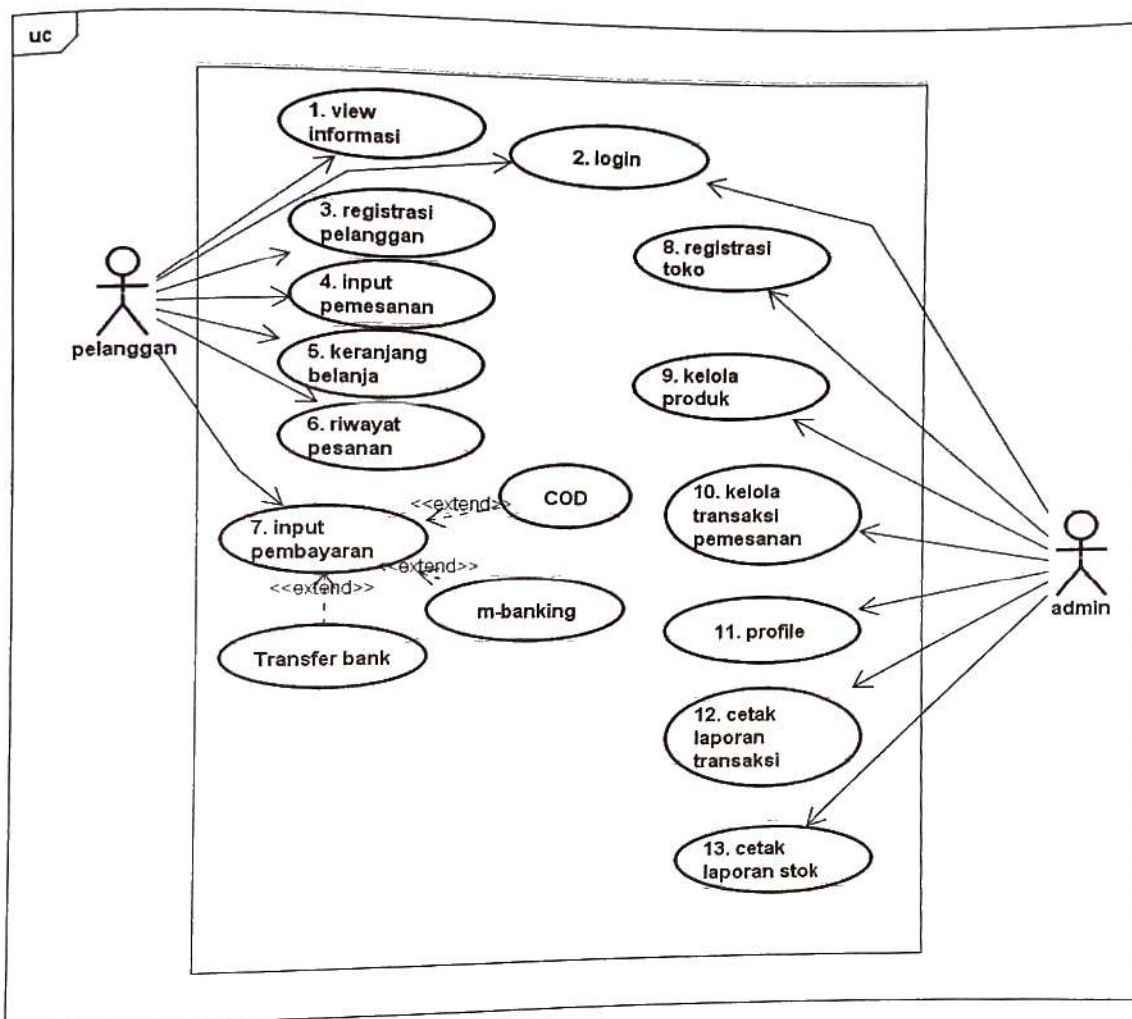 uc
1. view
informasi
2. login
3. registrasi
pelanggan
4. input
pemesanan
5. keranjang
belanja
6. riwayat
pesanan
pelanggan
8. registrasi
toko
9. kelola
produk
<<extend>>
COD
7. input
pembayaran
<<extend>>
<<extend>>
m-banking
Transfer bank
10. kelola
transaksi
pemesanan
admin
11. profile
12. cetak
laporan
transaksi
13. cetak
laporan stok